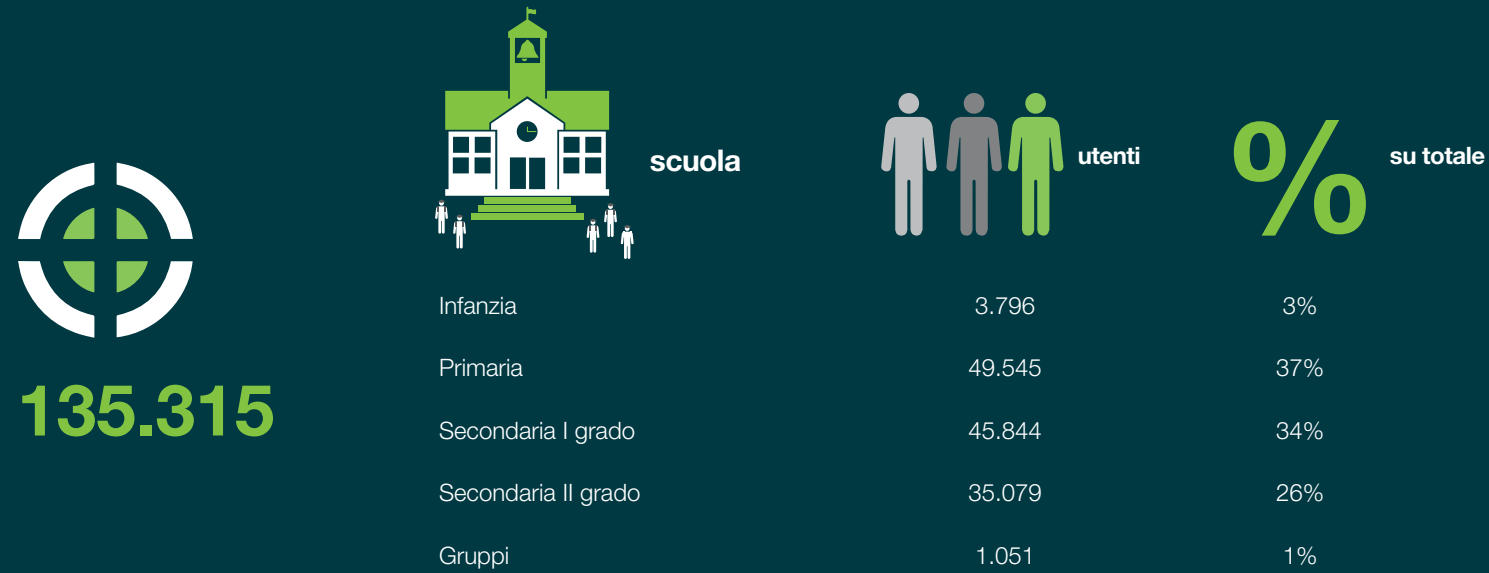 scuola
utenti
% su totale
135.315
Infanzia 3.796 3%
Primaria 49.545 37%
Secondaria I grado 45.844 34%
Secondaria II grado 35.079 26%
Gruppi 1.051 1%